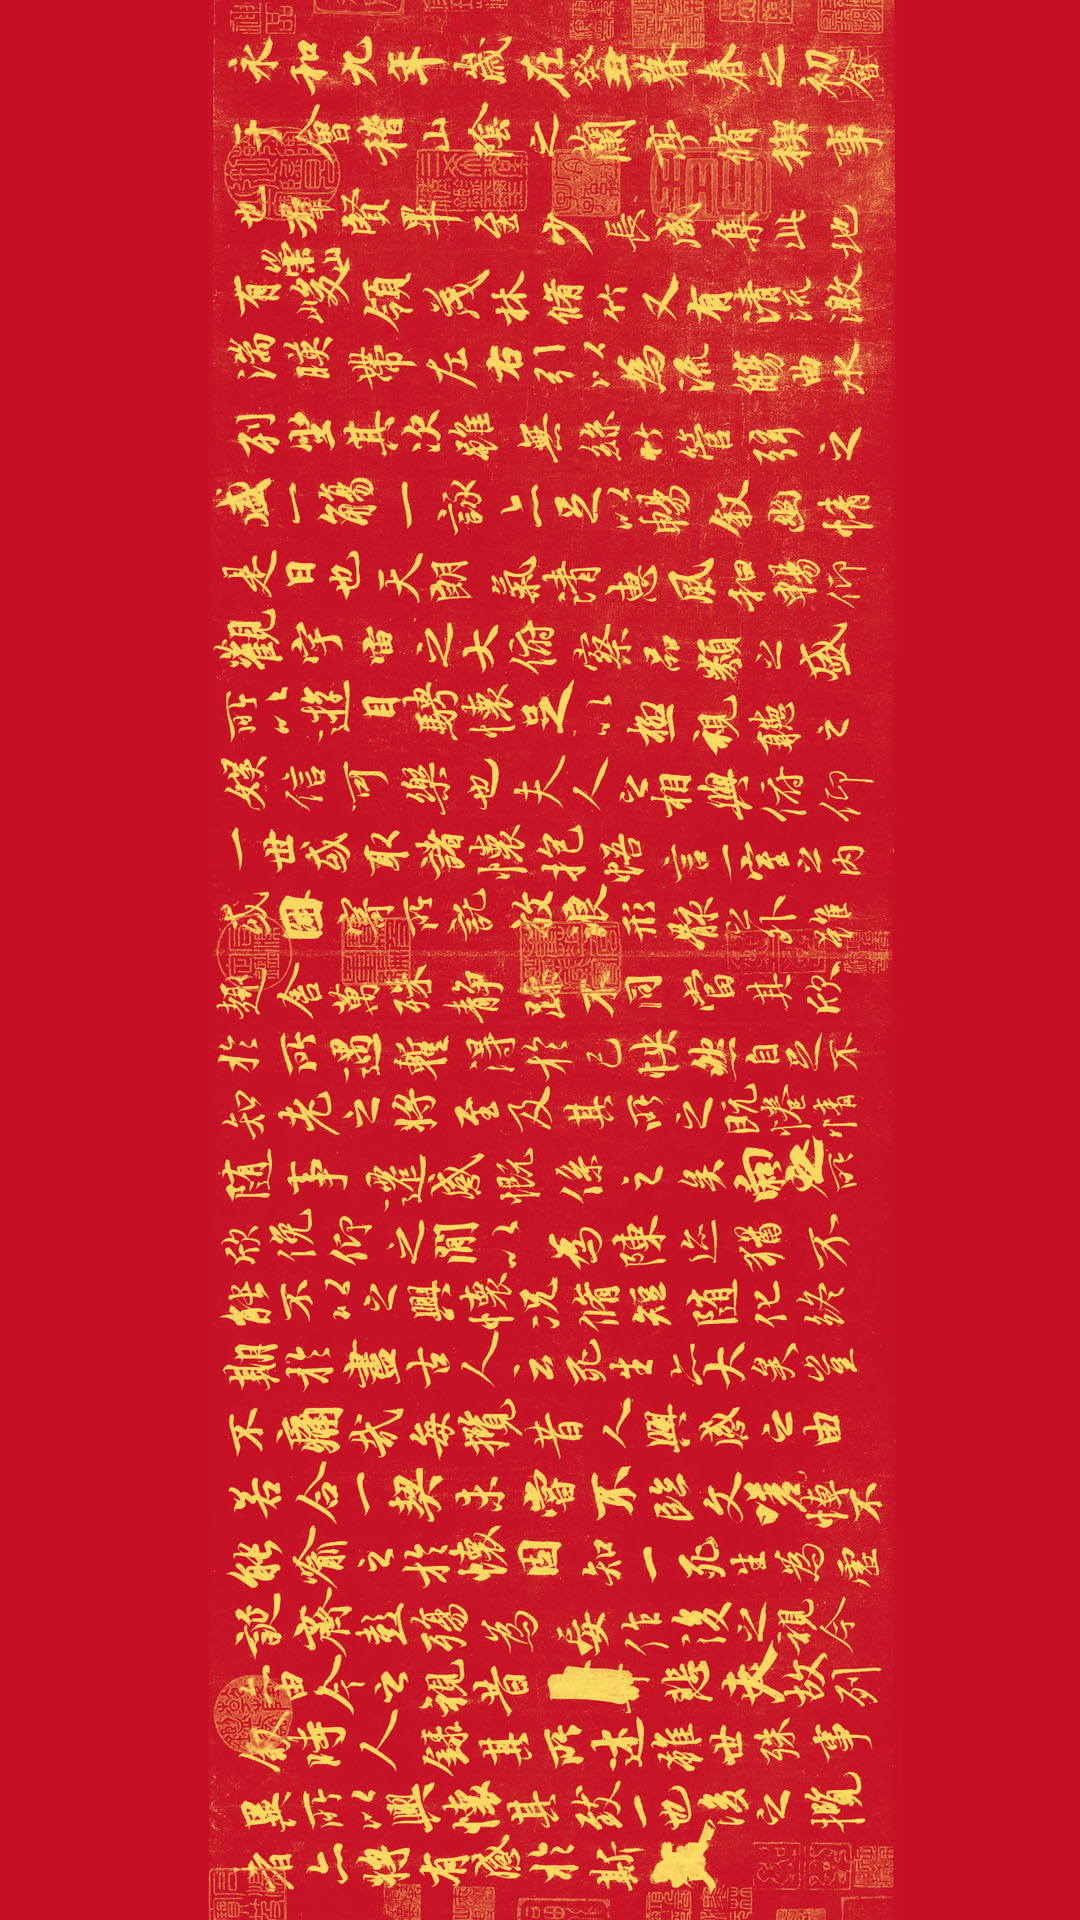 永和九年歲在癸丑暮春之初會
于會稽山陰之蘭亭脩禊事
也羣賢畢至少長咸集此地
有崇山峻領茂林脩竹又有清流激
湍暎帶左右引以為流觴曲水
列坐其次雖無絲竹管弦之
盛一觴一詠亦足以暢敘幽情
是日也天朗氣清惠風和暢仰
觀宇宙之大俯察品類之盛
所以遊目騁懷足以極視聽之
娛信可樂也夫人之相與俯仰
一世或取諸懷抱悟言一室之內
或因寄所託放浪形骸之外雖
趣舍萬殊靜躁不同當其欣
於所遇暫得於己怏然自足不
知老之將至及其所之既惓情
隨事遷感慨係之矣向之所
欣俛仰之閒以為陳迹猶不
能不以之興懷況脩短隨化終
期於盡古人云死生亦大矣豈
不痛哉每攬昔人興感之由
若合一契未嘗不臨文嗟悼不
能喻之於懷固知一死生為虛
誕齊彭殤為妄作後之視今
亦由今之視昔悲夫故列
敘時人錄其所述雖世殊事
異所以興懷其致一也後之攬
者亦將有感於斯文